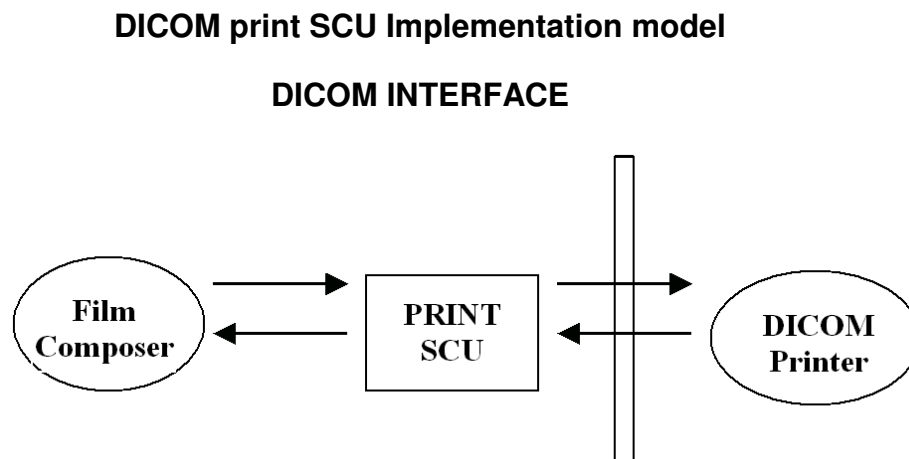 DICOM print SCU Implementation model
DICOM INTERFACE
Film
Composer
PRINT
SCU
DICOM
Printer